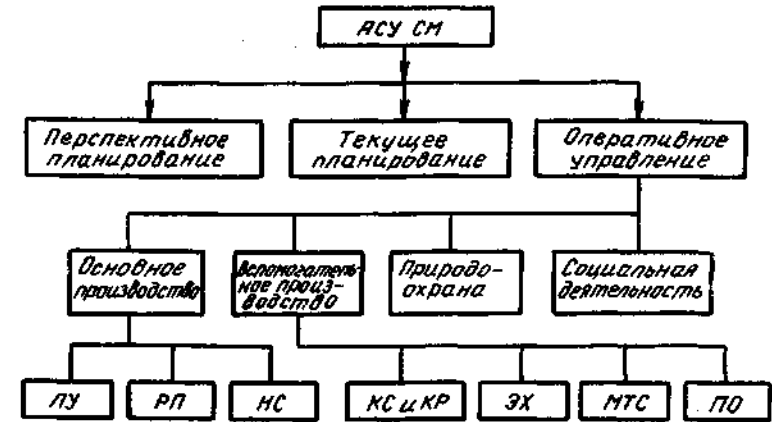 АСУ СМ
Перспективное
планирование
Текущее
планирование
Оперативное
управление
Основное
производство
Вспомогатель-
ное произ-
водство
Природо-
охрана
Социальная
деятельность
ЛУ
РП
НС
КС и КР
ЭХ
МТС
ПО